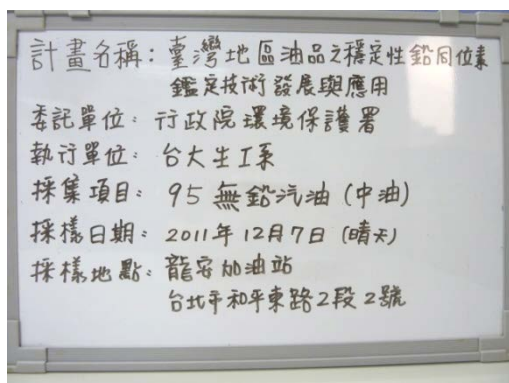 計畫名稱：臺灣地區油品之穩定性鉛同位素
鑑定技術發展與應用
委託單位：行政院環境保護署
執行單位：台大生工系
採集項目：95無鉛汽油(中油)
採樣日期：2011年12月7日(晴天)
採樣地點：龍安加油站
台北市和平東路2段2號